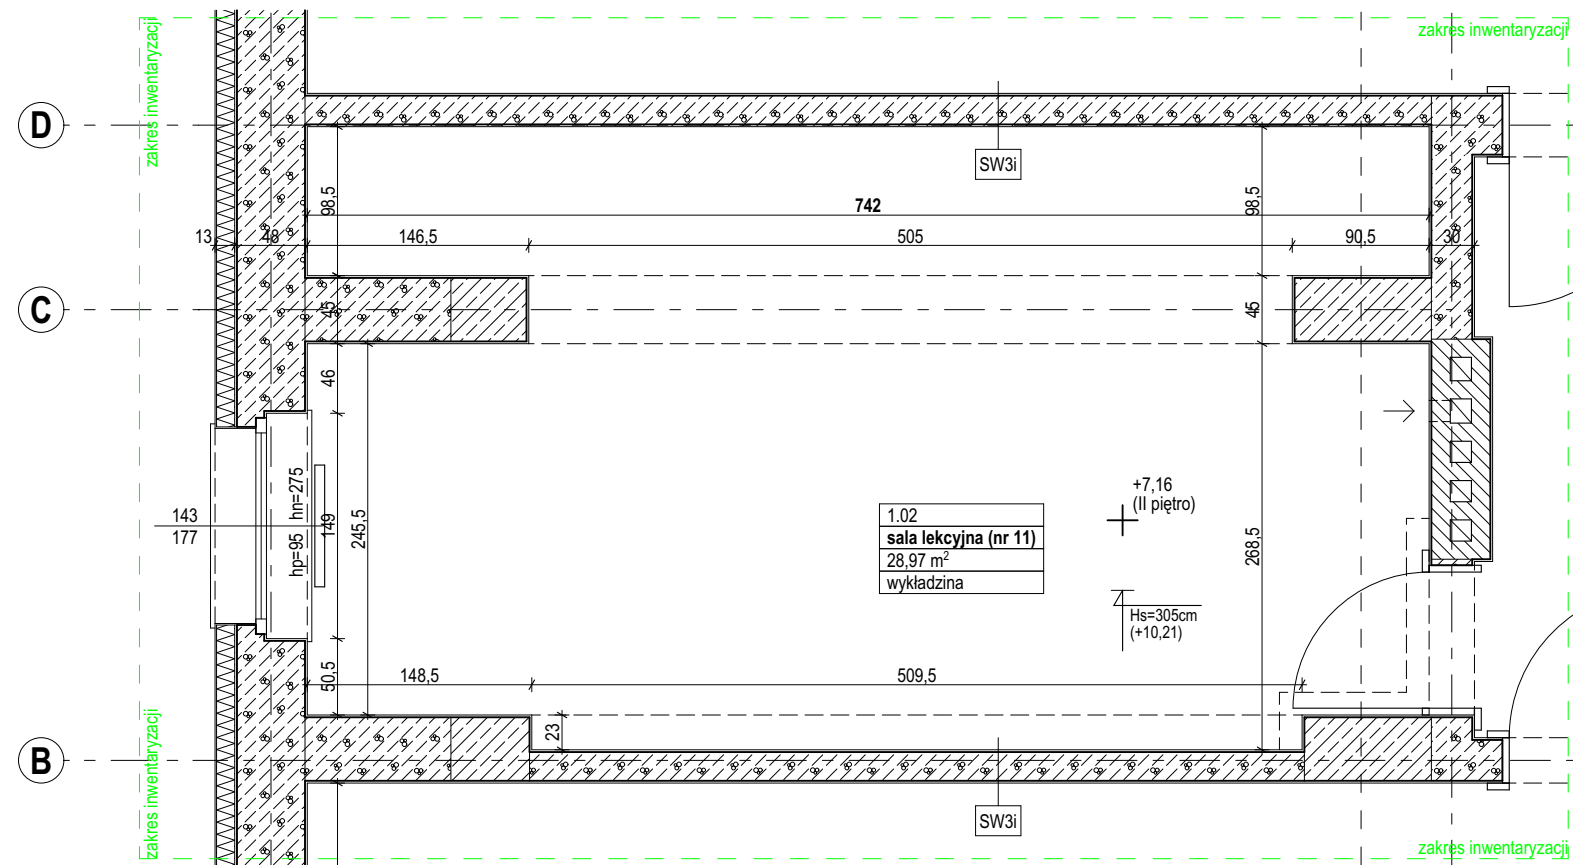 zakres inwentaryzacji
zakres inwentaryzacji
D
SW3i
98,5
98,5
742
13
48
146,5
505
90,5
30
C
45
45
46
143
177
hp=95 hn=275
149
245,5
1.02
sala lekcyjna (nr 11)
28,97 m²
wykładzina
+7,16
(II piętro)
268,5
Hs=305cm
(+10,21)
50,5
148,5
509,5
23
B
SW3i
zakres inwentaryzacji
zakres inwentaryzacji